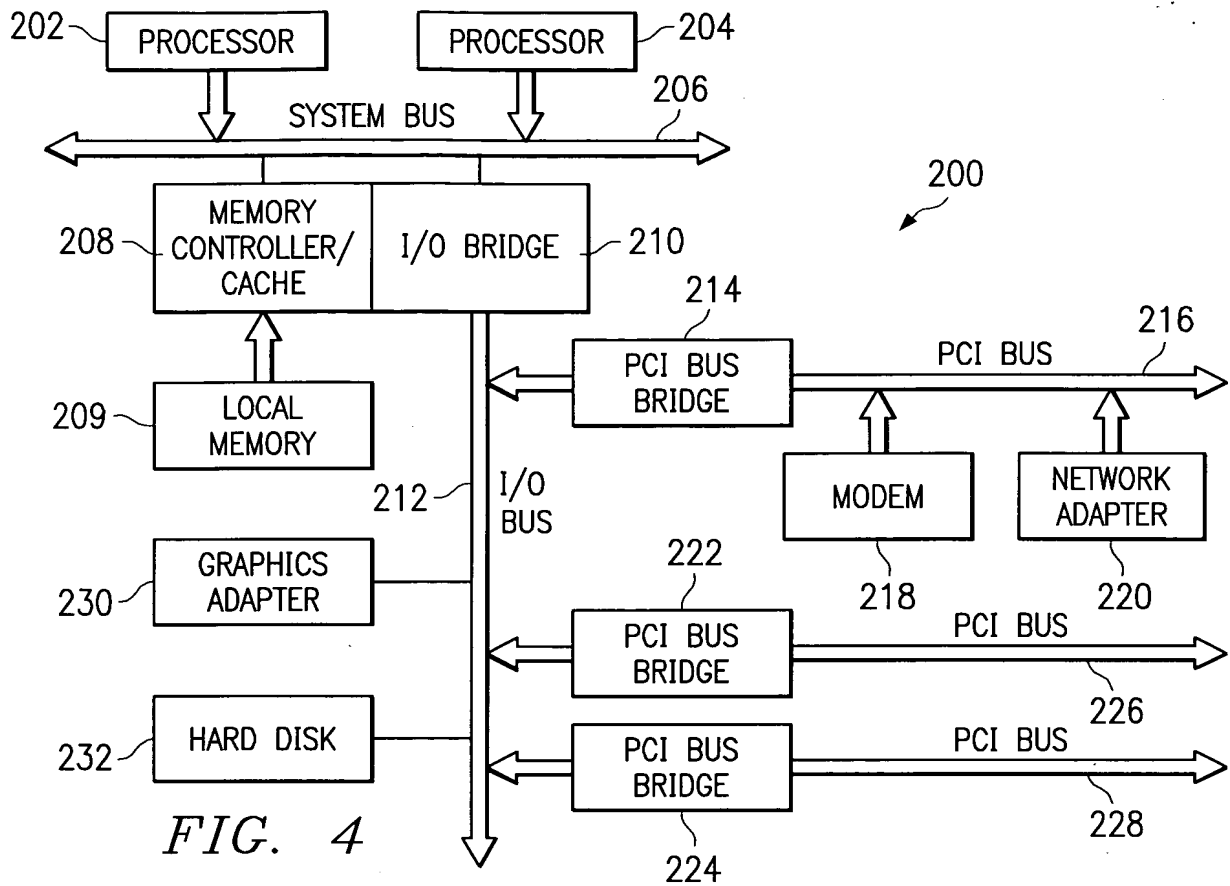 202
PROCESSOR
PROCESSOR
204
SYSTEM BUS
206
200
208
MEMORY
CONTROLLER/
CACHE
I/O BRIDGE
210
214
PCI BUS
BRIDGE
PCI BUS
216
209
LOCAL
MEMORY
212
I/O
BUS
MODEM
NETWORK
ADAPTER
218
220
230
GRAPHICS
ADAPTER
222
PCI BUS
BRIDGE
PCI BUS
226
232
HARD DISK
PCI BUS
BRIDGE
PCI BUS
228
224
FIG. 4